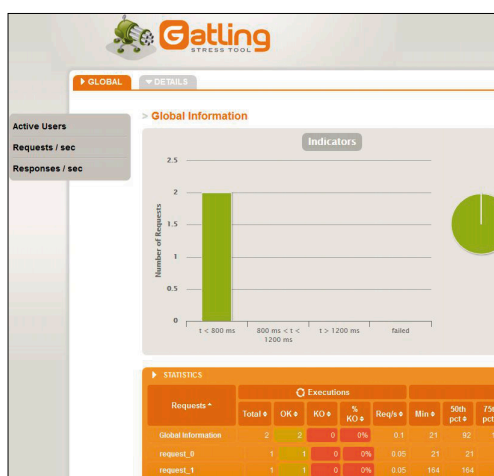 Gatling
STRESS TOOL
GLOBAL
DETAILS
Active Users
Requests / sec
Responses / sec
> Global Information
Indicators
Number of Requests
2.5
2
1.5
1
0.5
0
t < 800 ms
800 ms < t <
1200 ms
t > 1200 ms
failed
STATISTICS
Executions
Requests Total OK KO % KO Req/s Min 50th pct 75t pct
Global Information 2 2 0 0% 0.1 21 92
request_0 1 1 0 0% 0.05 21 21
request_1 1 1 0 0% 0.05 164 164